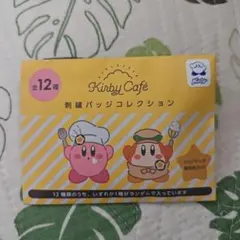 全12種
Kirby Café
刺繍バッジコレクション
12種類のうち、いずれか1種がランダムで入っています